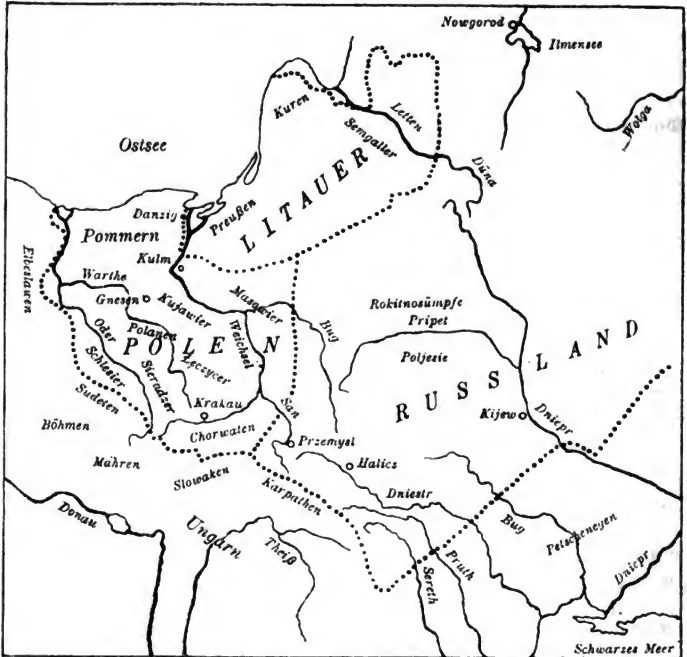 Nowgorod
Ilmensee
Wolga
Kuren
Semgaller
Letten
Ostsee
Düna
LITAUER
Preußen
Danzig
Pommern
Elbeslawen
Kulm
Warthe
Gnesen
Kujawier
Masowier
Bug
Rokitnosümpfe
Pripet
Polanen
Weichsel
POLEN
Oder
Poljesie
RUSSLAND
Schlesier
Sieradzer
Łęczycer
Sudeten
Krakau
San
Kijew
Dniepr
Böhmen
Chorwaten
Przemysl
Mähren
Halicz
Slowaken
Karpathen
Dniestr
Donau
Ungarn
Theiß
Bug
Petschenegen
Pruth
Sereth
Dniepr
Schwarzes Meer